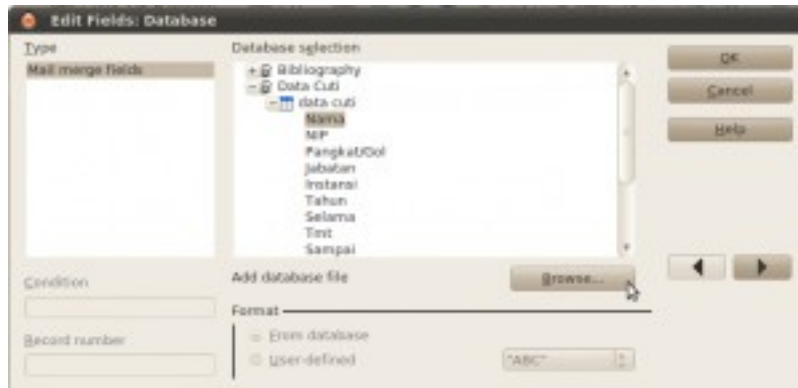 Edit Fields: Database
Type
Mail merge fields
Condition
Record number
Database selection
Bibliography
Data Cuti
data cuti
Nama
NIP
Pangkat/Gol
Jabatan
Instansi
Tahun
Selama
Tmt
Sampai
Add database file
Browse...
Format
From database
User-defined
"ABC"
OK
Cancel
Help